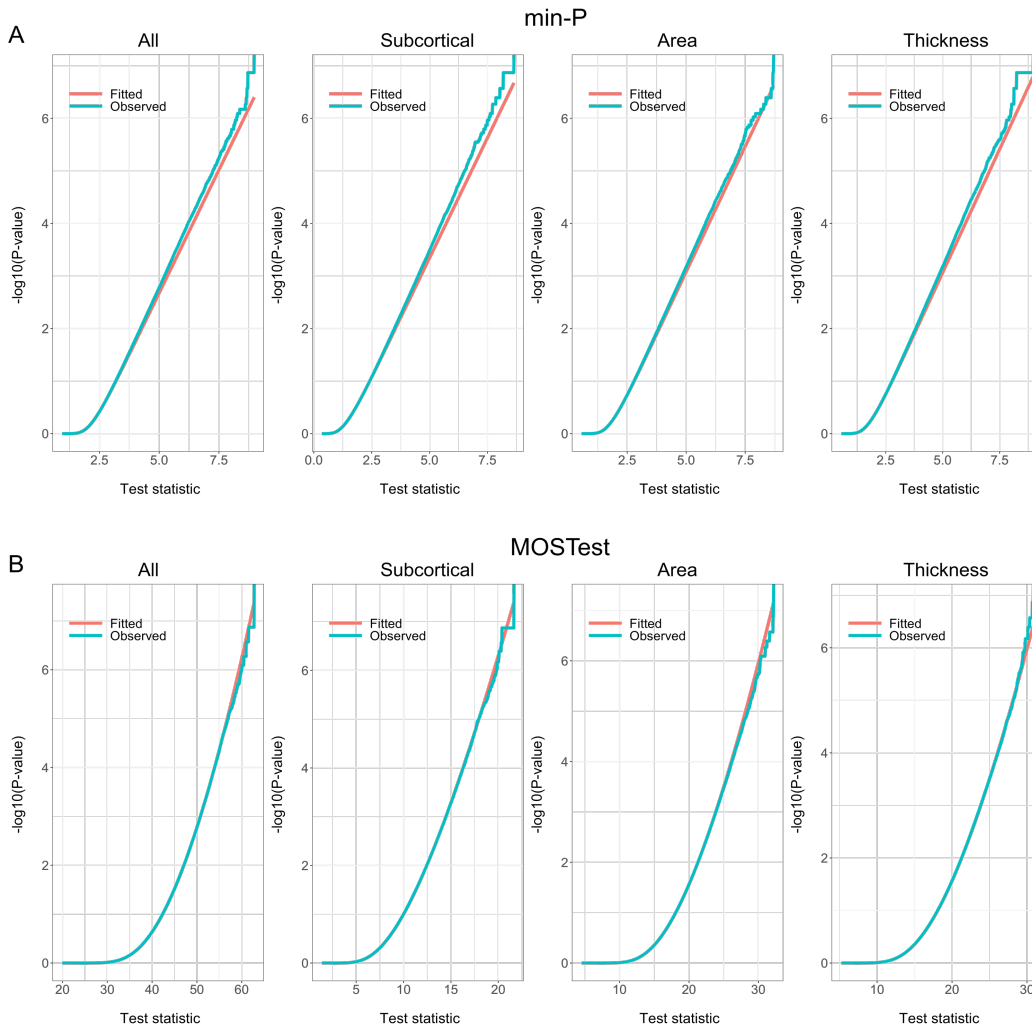 min-P
A
All
Subcortical
Area
Thickness
Fitted
Observed
Fitted
Observed
Fitted
Observed
Fitted
Observed
-log10(P-value)
-log10(P-value)
-log10(P-value)
-log10(P-value)
6
4
2
0
6
4
2
0
6
4
2
0
6
4
2
0
2.5 5.0 7.5
0.0 2.5 5.0 7.5
2.5 5.0 7.5
2.5 5.0 7.5
Test statistic
Test statistic
Test statistic
Test statistic
MOSTest
B
All
Subcortical
Area
Thickness
Fitted
Observed
Fitted
Observed
Fitted
Observed
Fitted
Observed
-log10(P-value)
-log10(P-value)
-log10(P-value)
-log10(P-value)
6
4
2
0
6
4
2
0
6
4
2
0
6
4
2
0
20 30 40 50 60
5 10 15 20
10 20 30
10 20 30
Test statistic
Test statistic
Test statistic
Test statistic